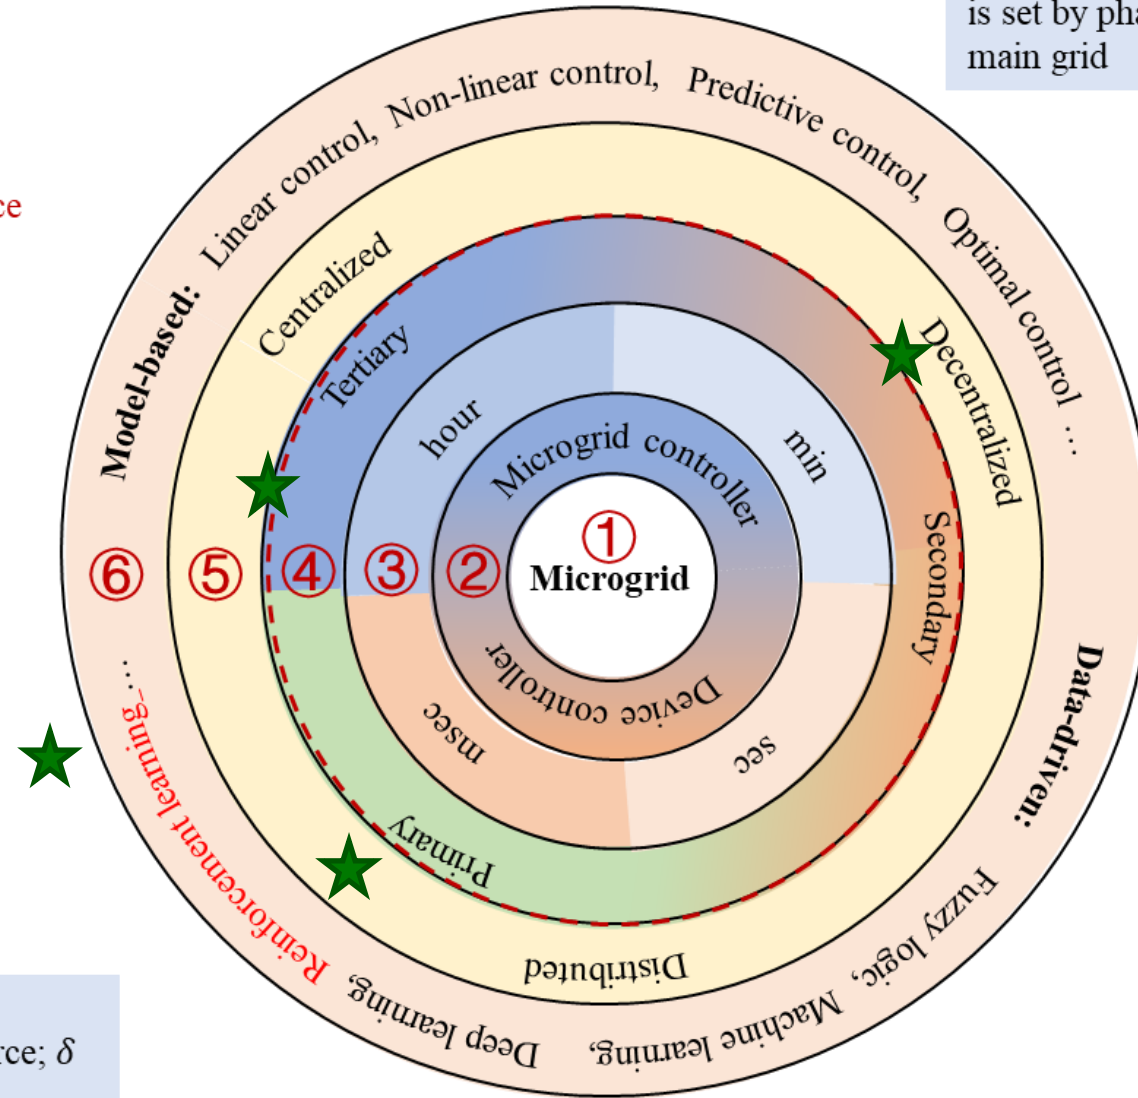 is set by pha
main grid
ce
Model-based: Linear control, Non-linear control, Predictive control, Optimal control ...
Data-driven: Fuzzy logic, Machine learning, Deep learning, Reinforcement learning ...
Centralized
Decentralized
Distributed
Tertiary
Secondary
Primary
hour
min
sec
msec
Microgrid controller
Device controller
⑥ ⑤ ④ ③ ② ①
Microgrid
rce; δ